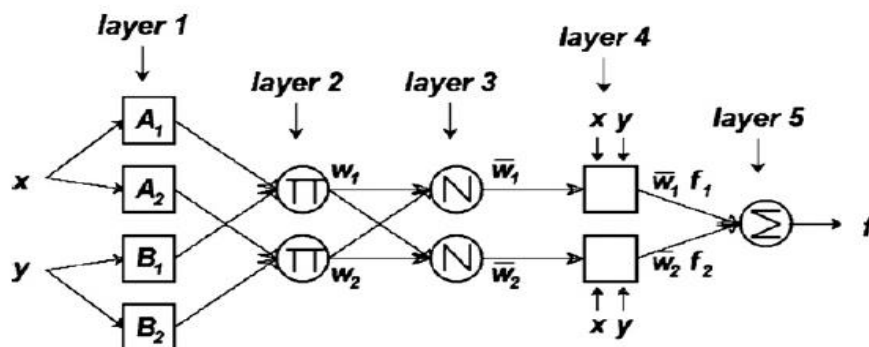 layer 1
layer 2
layer 3
layer 4
layer 5
x
y
A₁
A₂
B₁
B₂
Π
Π
w₁
w₂
N
N
w̅₁
w̅₂
x y
x y
w̅₁ f₁
w̅₂ f₂
Σ
f